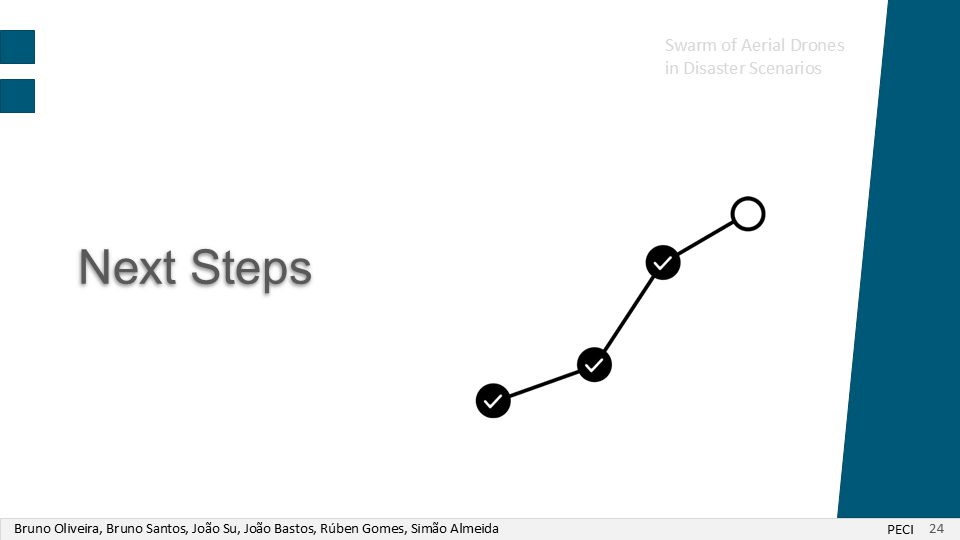 Swarm of Aerial Drones
in Disaster Scenarios
Next Steps
Bruno Oliveira, Bruno Santos, João Su, João Bastos, Rúben Gomes, Simão Almeida
PECI 24